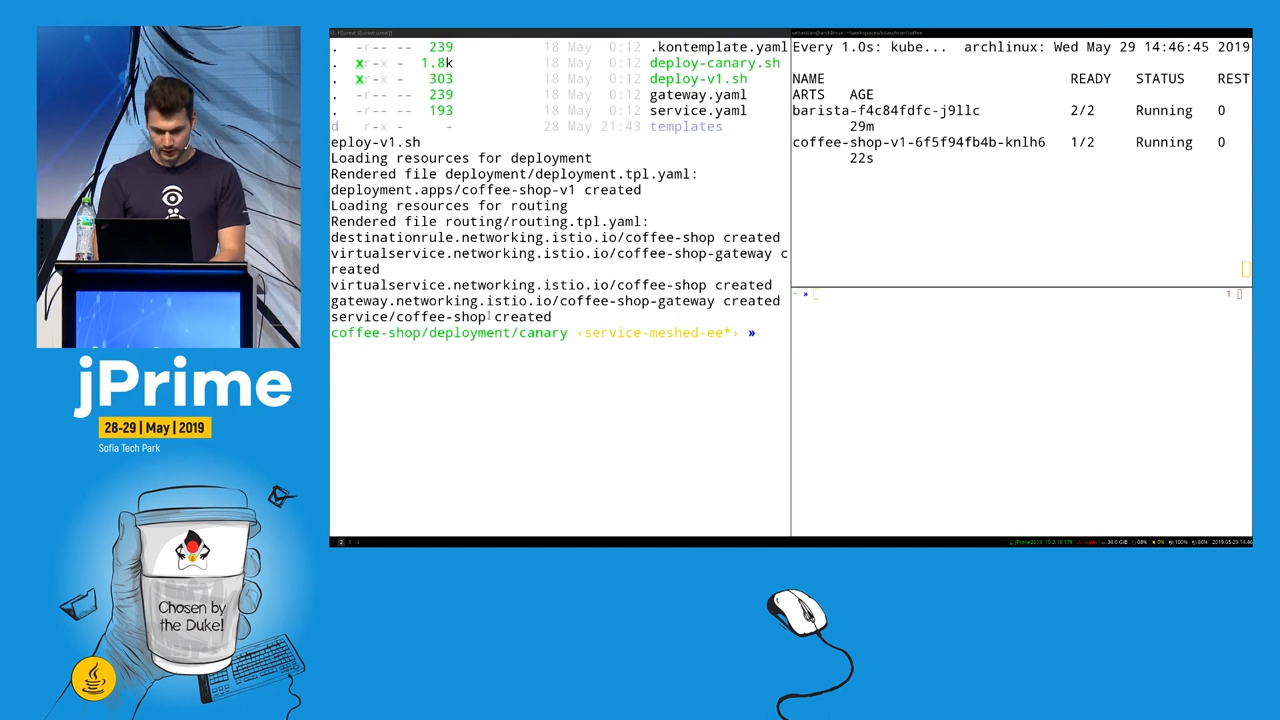 . -r-- -- 239 18 May 0:12 .kontemplate.yaml
. xr-x - 1.8k 18 May 0:12 deploy-canary.sh
. xr-x - 303 18 May 0:12 deploy-v1.sh
. -r-- -- 239 18 May 0:12 gateway.yaml
. -r-- -- 193 18 May 0:12 service.yaml
d r-x - - 28 May 21:43 templates
eploy-v1.sh
Loading resources for deployment
Rendered file deployment/deployment.tpl.yaml:
deployment.apps/coffee-shop-v1 created
Loading resources for routing
Rendered file routing/routing.tpl.yaml:
destinationrule.networking.istio.io/coffee-shop created
virtualservice.networking.istio.io/coffee-shop-gateway c
reated
virtualservice.networking.istio.io/coffee-shop created
gateway.networking.istio.io/coffee-shop-gateway created
service/coffee-shop created
coffee-shop/deployment/canary ‹service-meshed-ee*› »
Every 1.0s: kube... archlinux: Wed May 29 14:46:45 2019
NAME READY STATUS REST
ARTS AGE
barista-f4c84fdfc-j9llc 2/2 Running 0
29m
coffee-shop-v1-6f5f94fb4b-knlh6 1/2 Running 0
22s
~ » 1
jPrime
28-29 | May | 2019
Sofia Tech Park
Chosen by
the Duke!